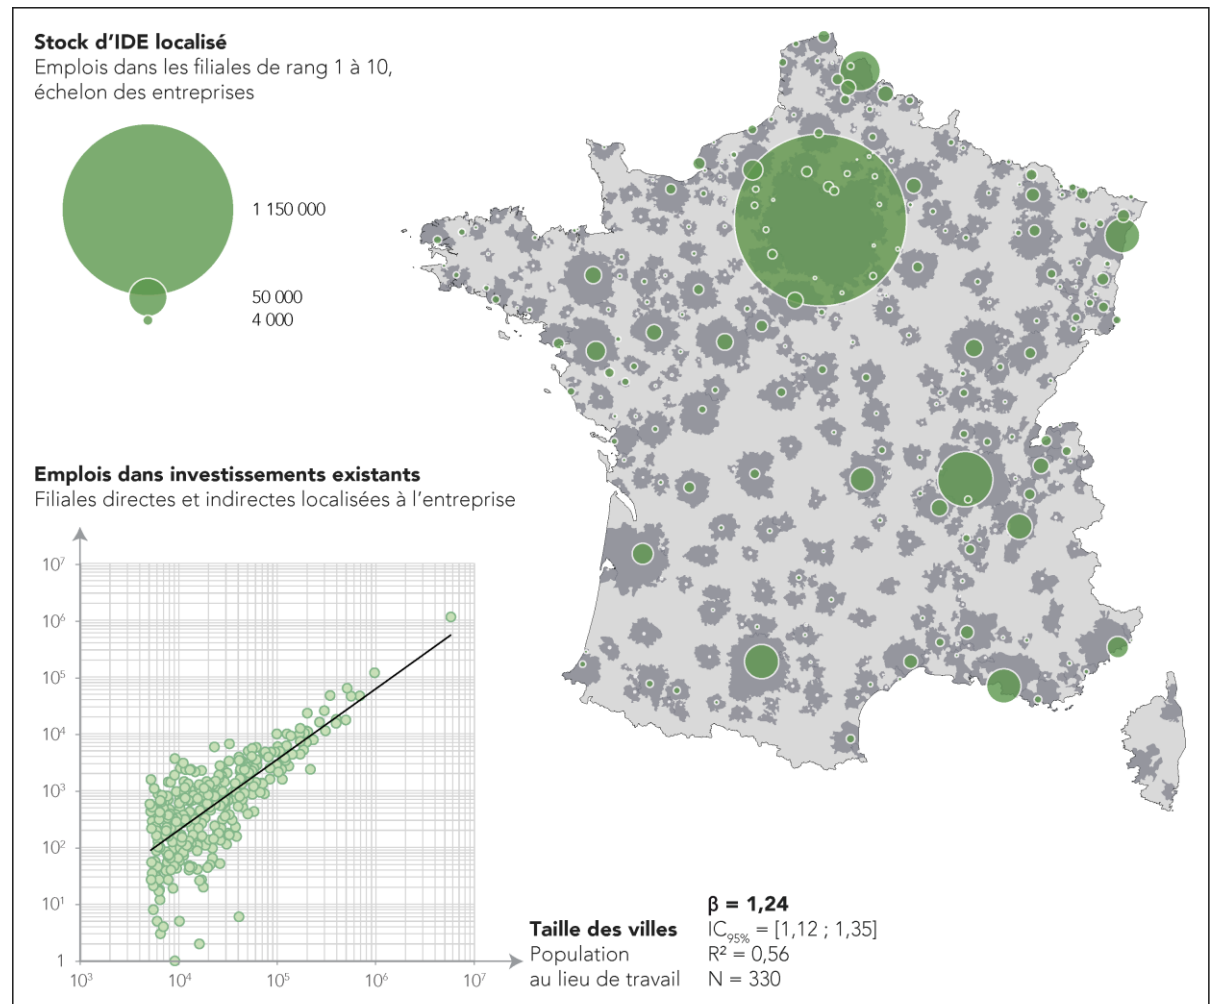 Stock d’IDE localisé
Emplois dans les filiales de rang 1 à 10,
échelon des entreprises
1 150 000
50 000
4 000
Emplois dans investissements existants
Filiales directes et indirectes localisées à l’entreprise
10⁷
10⁶
10⁵
10⁴
10³
10²
10¹
1
10³
10⁴
10⁵
10⁶
10⁷
Taille des villes
Population
au lieu de travail
β = 1,24
IC95% = [1,12 ; 1,35]
R² = 0,56
N = 330